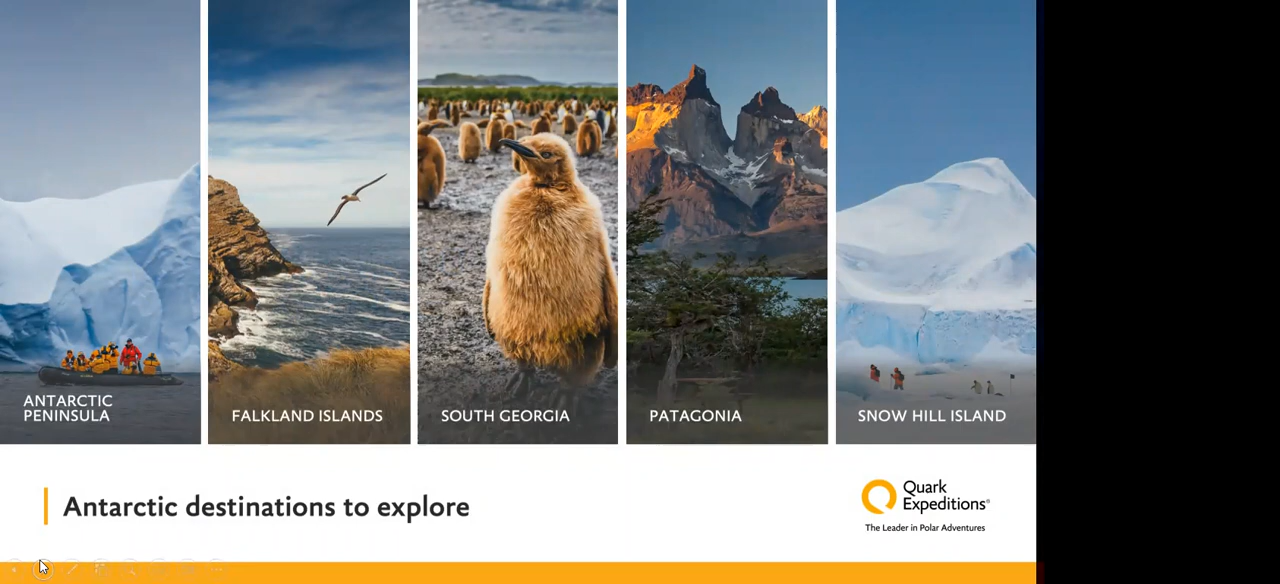 ANTARCTIC
PENINSULA
FALKLAND ISLANDS
SOUTH GEORGIA
PATAGONIA
SNOW HILL ISLAND
Antarctic destinations to explore
Quark
Expeditions®
The Leader in Polar Adventures